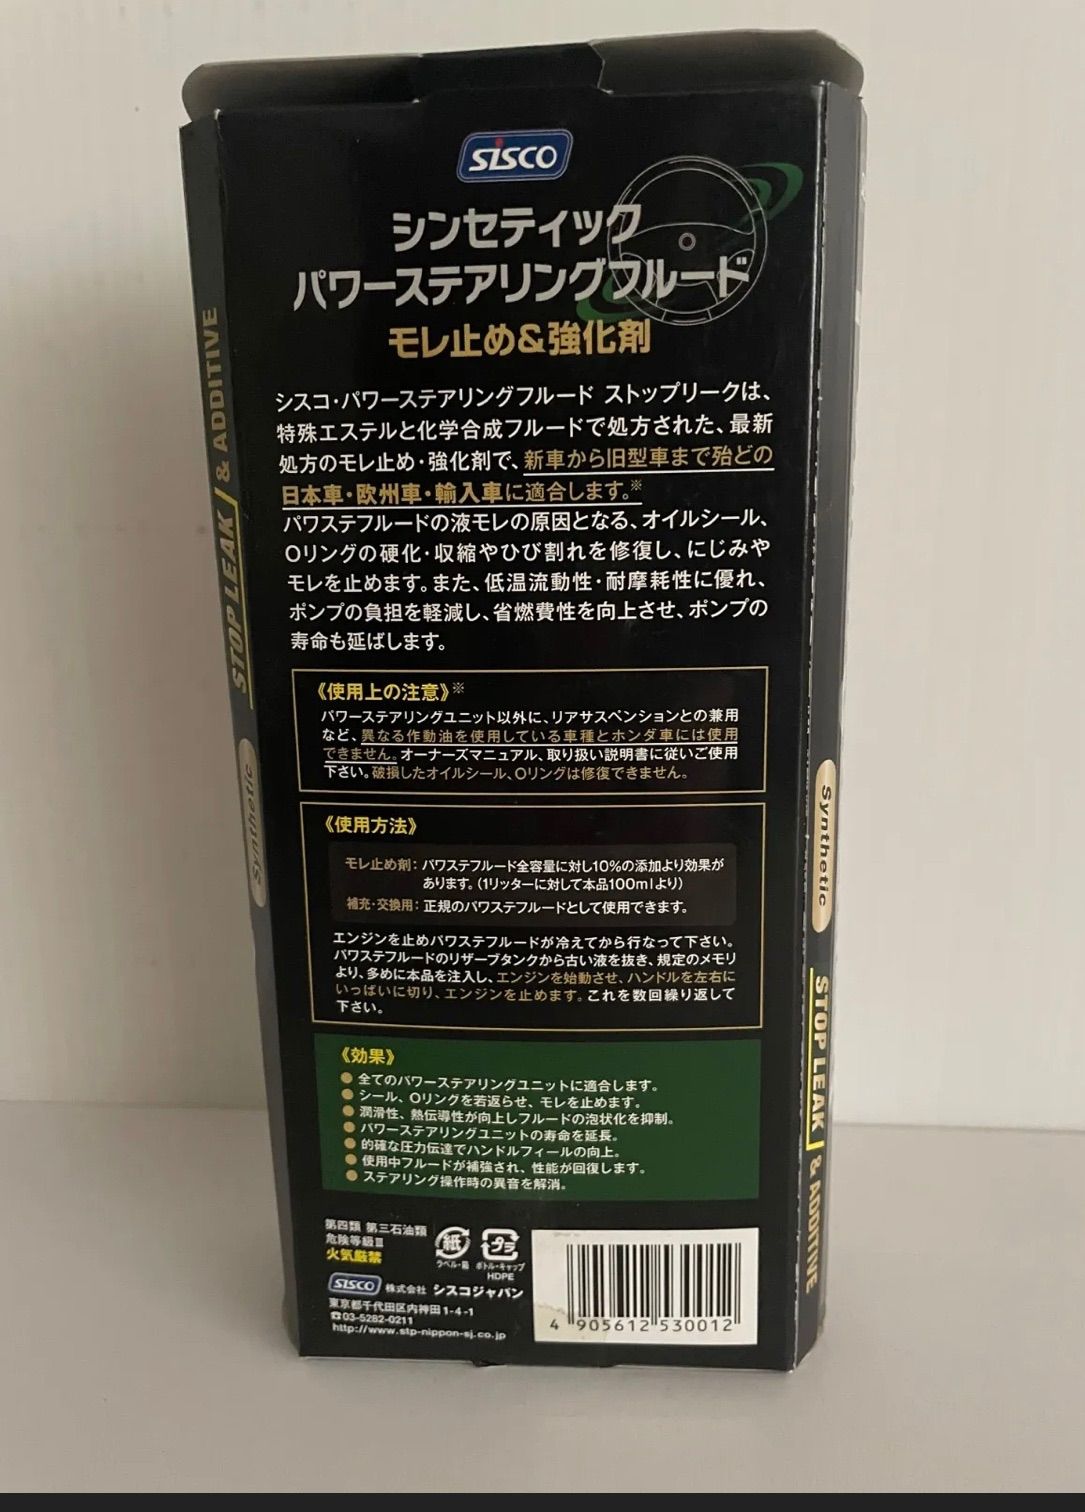 SISCO
シンセティック
パワーステアリングフルード
モレ止め&強化剤
シスコ・パワーステアリングフルード ストップリークは、
特殊エステルと化学合成フルードで処方された、最新
処方のモレ止め・強化剤で、新車から旧型車まで殆どの
日本車・欧州車・輸入車に適合します。※
パワステフルードの液モレの原因となる、オイルシール、
Oリングの硬化・収縮やひび割れを修復し、にじみや
モレを止めます。また、低温流動性・耐摩耗性に優れ、
ポンプの負担を軽減し、省燃費性を向上させ、ポンプの
寿命も延ばします。
《使用上の注意》※
パワーステアリングユニット以外に、リアサスペンションとの兼用
など、異なる作動油を使用している車種とホンダ車には使用
できません。オーナーズマニュアル、取り扱い説明書に従いご使用
下さい。破損したオイルシール、Oリングは修復できません。
《使用方法》
モレ止め剤：パワステフルード全容量に対し10%の添加より効果が
あります。（1リッターに対して本品100mlより）
補充・交換用：正規のパワステフルードとして使用できます。
エンジンを止めパワステフルードが冷えてから行なって下さい。
パワステフルードのリザーブタンクから古い液を抜き、規定のメモリ
より、多めに本品を注入し、エンジンを始動させ、ハンドルを左右に
いっぱいに切り、エンジンを止めます。これを数回繰り返して
下さい。
《効果》
● 全てのパワーステアリングユニットに適合します。
● シール、Oリングを若返らせ、モレを止めます。
● 潤滑性、熱伝導性が向上しフルードの泡状化を抑制。
● パワーステアリングユニットの寿命を延長。
● 的確な圧力伝達でハンドルフィールの向上。
● 使用中フルードが補強され、性能が回復します。
● ステアリング操作時の異音を解消。
第四類 第三石油類
危険等級Ⅲ
火気厳禁
紙
ラベル・箱
プラ
ボトル・キャップ
HDPE
SISCO 株式会社 シスコジャパン
東京都千代田区内神田1-4-1
☎03-5282-0211
http://www.stp-nippon-sj.co.jp
4 905612 530012
Synthetic
STOP LEAK & ADDITIVE
Synthetic
STOP LEAK & ADDITIVE